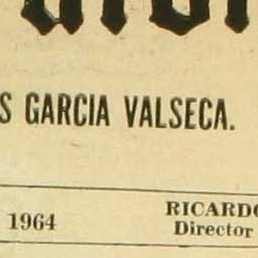 S GARCIA VALSECA.
RICARDO
1964
Director